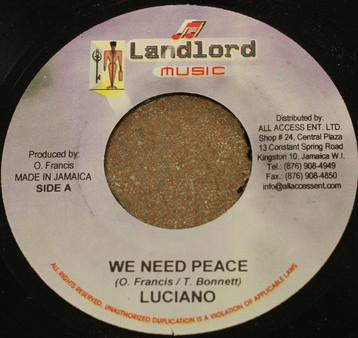 Landlord
MUSIC
Produced by:
O. Francis
MADE IN JAMAICA
SIDE A
Distributed by:
ALL ACCESS ENT. LTD
Shop # 24, Central Plaza
13 Constant Spring Road
Kingston 10, Jamaica W.I.
Tel.: (876) 908-4949
Fax.: (876) 908-4850
info@allaccessent.com
WE NEED PEACE
(O. Francis / T. Bonnett)
LUCIANO
ALL RIGHTS RESERVED. UNAUTHORIZED DUPLICATION IS A VIOLATION OF APPLICABLE LAWS